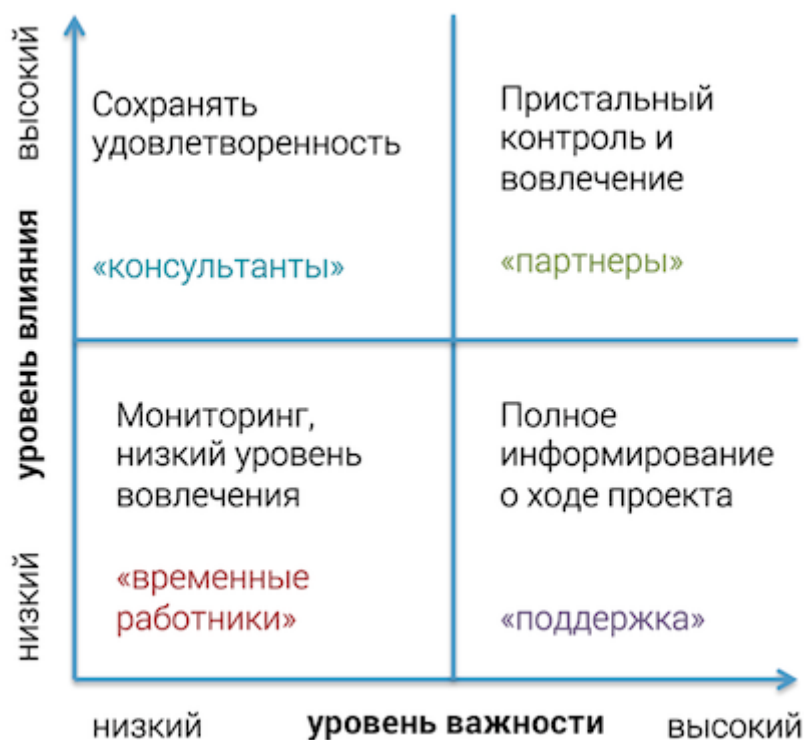 высокий
уровень влияния
низкий
Сохранять
удовлетворенность
«консультанты»
Пристальный
контроль и
вовлечение
«партнеры»
Мониторинг,
низкий уровень
вовлечения
«временные
работники»
Полное
информирование
о ходе проекта
«поддержка»
низкий
уровень важности
высокий